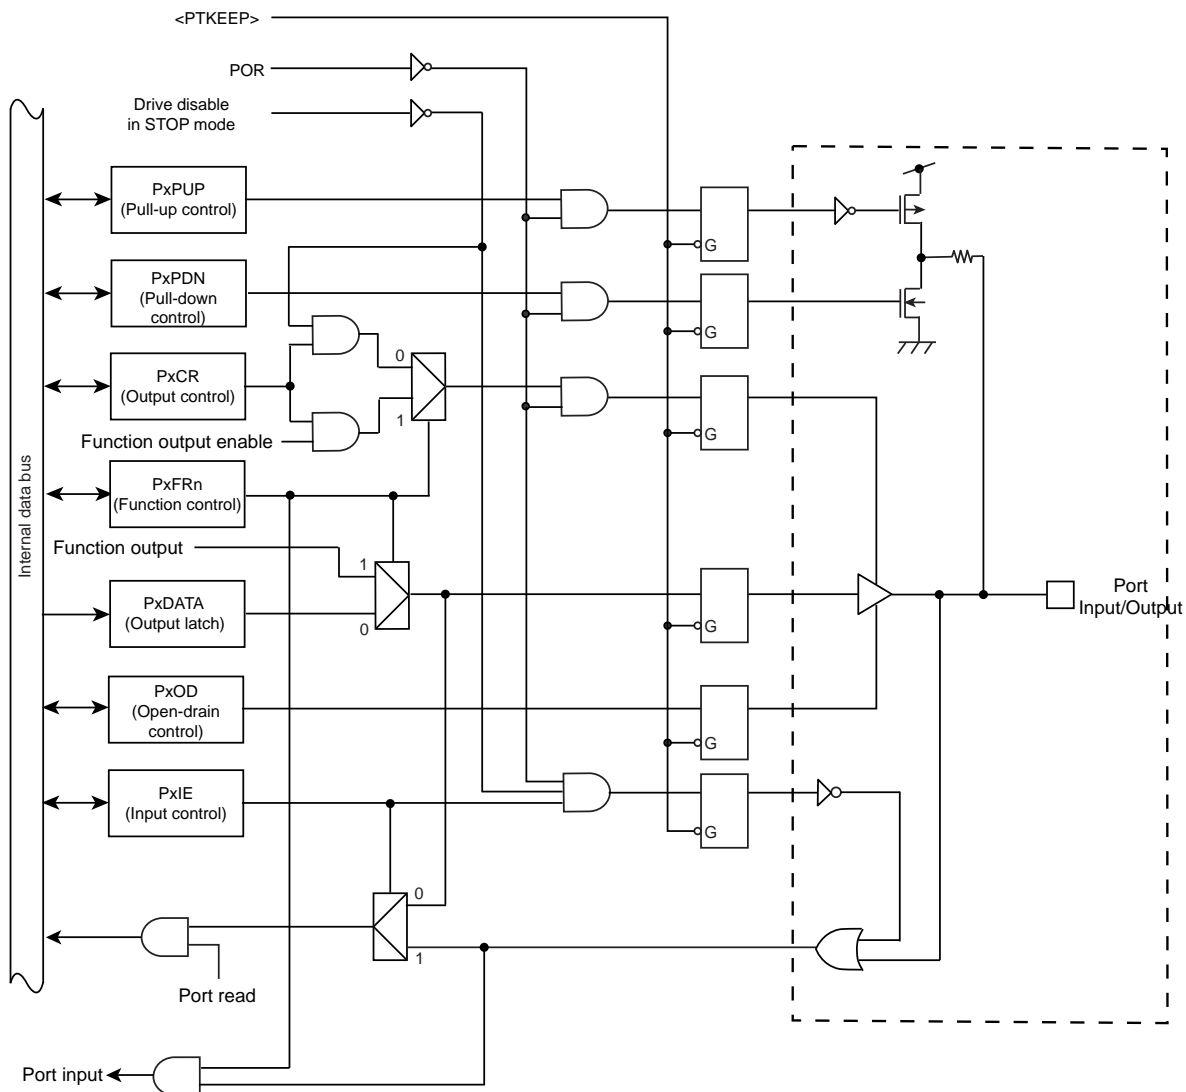 <PTKEEP>
POR
Drive disable
in STOP mode
PxPUP
(Pull-up control)
G
PxPDN
(Pull-down
control)
G
PxCR
(Output control)
0
1
G
Function output enable
Internal data bus
PxFRn
(Function control)
Function output
1
0
PxDATA
(Output latch)
G
Port
Input/Output
PxOD
(Open-drain
control)
G
PxIE
(Input control)
G
0
1
Port read
Port input